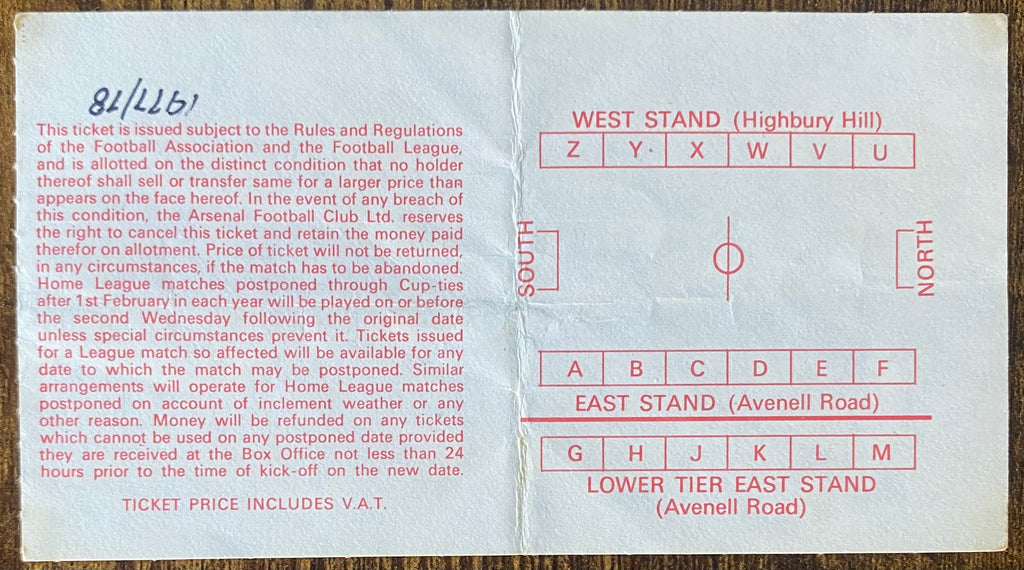 1977/78
This ticket is issued subject to the Rules and Regulations
of the Football Association and the Football League,
and is allotted on the distinct condition that no holder
thereof shall sell or transfer same for a larger price than
appears on the face hereof. In the event of any breach of
this condition, the Arsenal Football Club Ltd. reserves
the right to cancel this ticket and retain the money paid
therefor on allotment. Price of ticket will not be returned,
in any circumstances, if the match has to be abandoned.
Home League matches postponed through Cup-ties
after 1st February in each year will be played on or before
the second Wednesday following the original date
unless special circumstances prevent it. Tickets issued
for a League match so affected will be available for any
date to which the match may be postponed. Similar
arrangements will operate for Home League matches
postponed on account of inclement weather or any
other reason. Money will be refunded on any tickets
which cannot be used on any postponed date provided
they are received at the Box Office not less than 24
hours prior to the time of kick-off on the new date.
TICKET PRICE INCLUDES V.A.T.
WEST STAND (Highbury Hill)
Z Y X W V U
SOUTH
NORTH
A B C D E F
EAST STAND (Avenell Road)
G H J K L M
LOWER TIER EAST STAND
(Avenell Road)